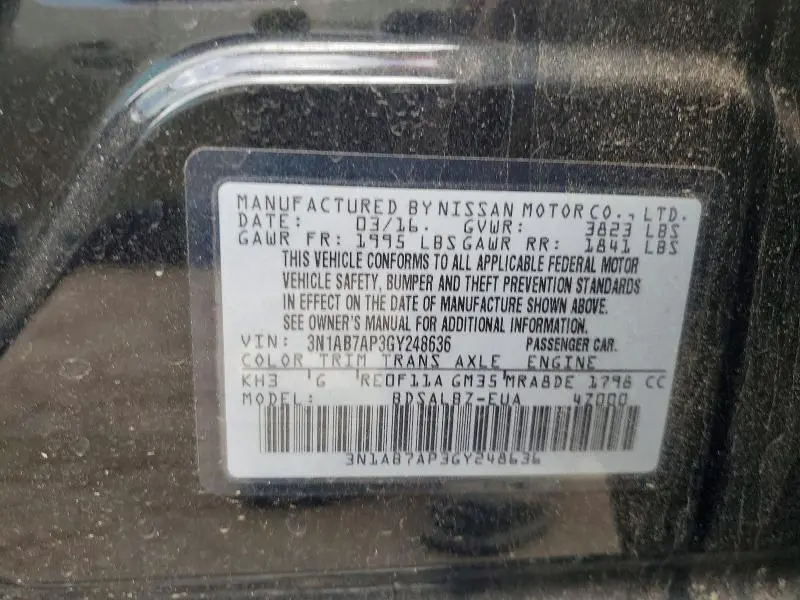 MANUFACTURED BY NISSAN MOTOR CO., LTD.
DATE: 03/16. GVWR: 3823 LBS
GAWR FR: 1995 LBS GAWR RR: 1841 LBS
THIS VEHICLE CONFORMS TO ALL APPLICABLE FEDERAL MOTOR
VEHICLE SAFETY, BUMPER AND THEFT PREVENTION STANDARDS
IN EFFECT ON THE DATE OF MANUFACTURE SHOWN ABOVE.
SEE OWNER'S MANUAL FOR ADDITIONAL INFORMATION.
VIN: 3N1AB7AP3GY248636 PASSENGER CAR.
COLOR TRIM TRANS AXLE ENGINE
KH3 G RE0F11A GM35 MRA8DE 1798 CC
MODEL: BDSALBZ-EUA 47000
3N1AB7AP3GY248636